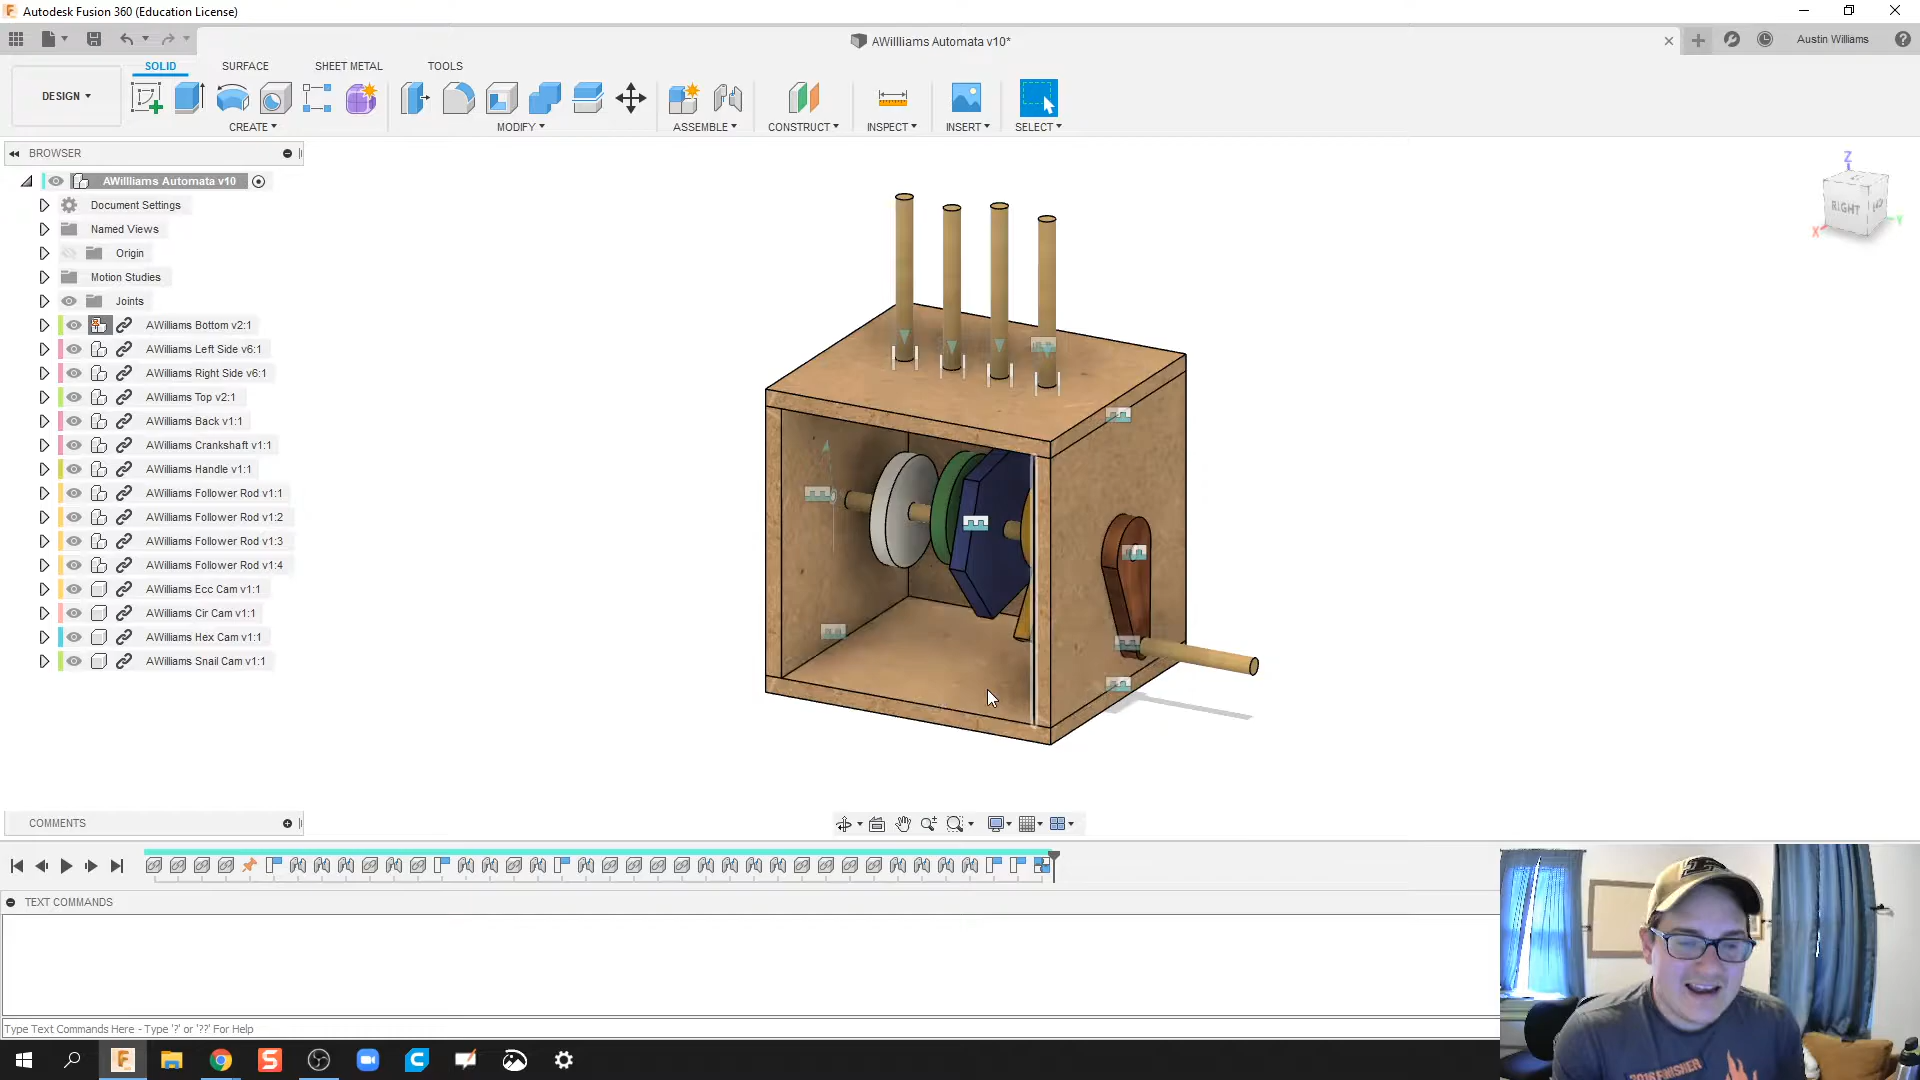 Autodesk Fusion 360 (Education License)
AWillliams Automata v10*
Austin Williams
DESIGN
SOLID
SURFACE
SHEET METAL
TOOLS
CREATE
MODIFY
ASSEMBLE
CONSTRUCT
INSPECT
INSERT
SELECT
BROWSER
AWillliams Automata v10
Document Settings
Named Views
Origin
Motion Studies
Joints
AWilliams Bottom v2:1
AWilliams Left Side v6:1
AWilliams Right Side v6:1
AWilliams Top v2:1
AWilliams Back v1:1
AWilliams Crankshaft v1:1
AWilliams Handle v1:1
AWilliams Follower Rod v1:1
AWilliams Follower Rod v1:2
AWilliams Follower Rod v1:3
AWilliams Follower Rod v1:4
AWilliams Ecc Cam v1:1
AWilliams Cir Cam v1:1
AWilliams Hex Cam v1:1
AWilliams Snail Cam v1:1
Z
RIGHT
X
Y
COMMENTS
TEXT COMMANDS
Type Text Commands Here - Type '?' or '??' For Help
FINISHER